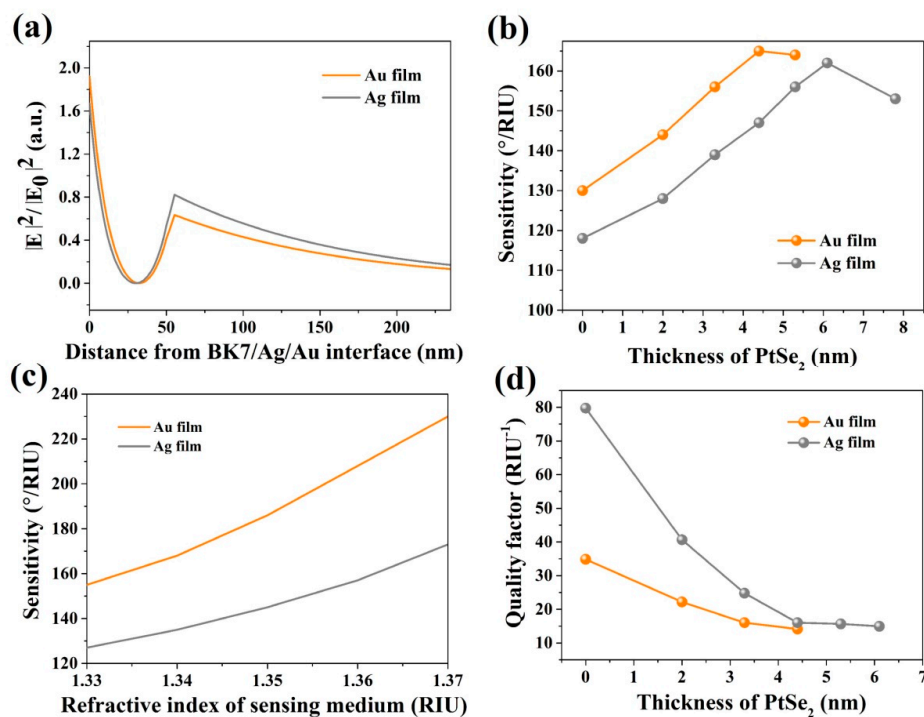 (a)
|E|²/|E₀|² (a.u.)
2.0
1.6
1.2
0.8
0.4
0.0
Au film
Ag film
0 50 100 150 200
Distance from BK7/Ag/Au interface (nm)
(b)
Sensitivity (°/RIU)
160
150
140
130
120
110
100
Au film
Ag film
0 1 2 3 4 5 6 7 8
Thickness of PtSe₂ (nm)
(c)
Sensitivity (°/RIU)
240
220
200
180
160
140
120
Au film
Ag film
1.33 1.34 1.35 1.36 1.37
Refractive index of sensing medium (RIU)
(d)
Quality factor (RIU⁻¹)
80
70
60
50
40
30
20
10
Au film
Ag film
0 1 2 3 4 5 6 7
Thickness of PtSe₂ (nm)